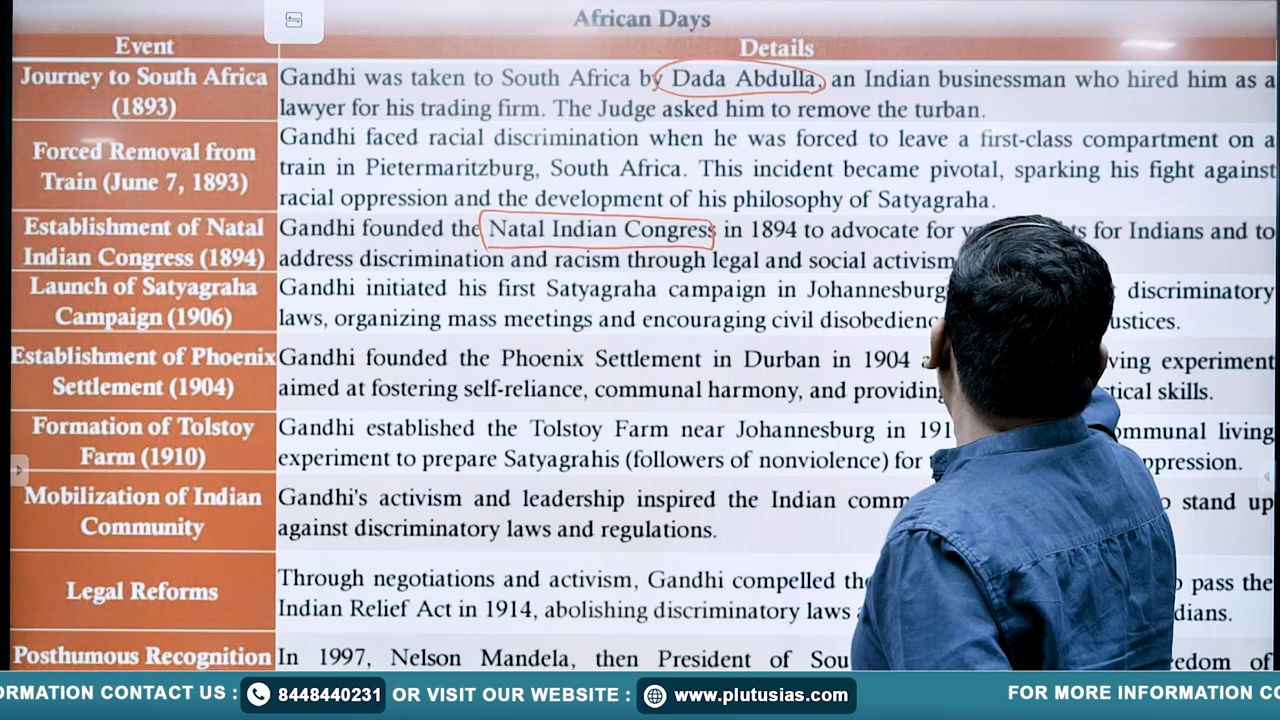 African Days
Event Details
Journey to South Africa (1893)
Gandhi was taken to South Africa by Dada Abdulla, an Indian businessman who hired him as a
lawyer for his trading firm. The Judge asked him to remove the turban.
Forced Removal from
Train (June 7, 1893)
Gandhi faced racial discrimination when he was forced to leave a first-class compartment on a
train in Pietermaritzburg, South Africa. This incident became pivotal, sparking his fight against
racial oppression and the development of his philosophy of Satyagraha.
Establishment of Natal
Indian Congress (1894)
Gandhi founded the Natal Indian Congress in 1894 to advocate for for Indians and to
address discrimination and racism through legal and social activism
Launch of Satyagraha
Campaign (1906)
Gandhi initiated his first Satyagraha campaign in Johannesburg discriminatory
laws, organizing mass meetings and encouraging civil
Establishment of Phoenix
Settlement (1904)
Gandhi founded the Phoenix Settlement in Durban in 1904 experiment
aimed at fostering self-reliance, communal harmony, and providing skills.
Formation of Tolstoy
Farm (1910)
Gandhi established the Tolstoy Farm near Johannesburg in living
experiment to prepare Satyagrahis (followers of nonviolence) for
Mobilization of Indian
Community
Gandhi's activism and leadership inspired the Indian stand up
against discriminatory laws and regulations.
Legal Reforms
Through negotiations and activism, Gandhi compelled pass the
Indian Relief Act in 1914, abolishing discriminatory laws
Posthumous Recognition
In 1997, Nelson Mandela, then President of of
CONTACT US : 8448440231 OR VISIT OUR WEBSITE : www.plutusias.com FOR MORE INFORMATION